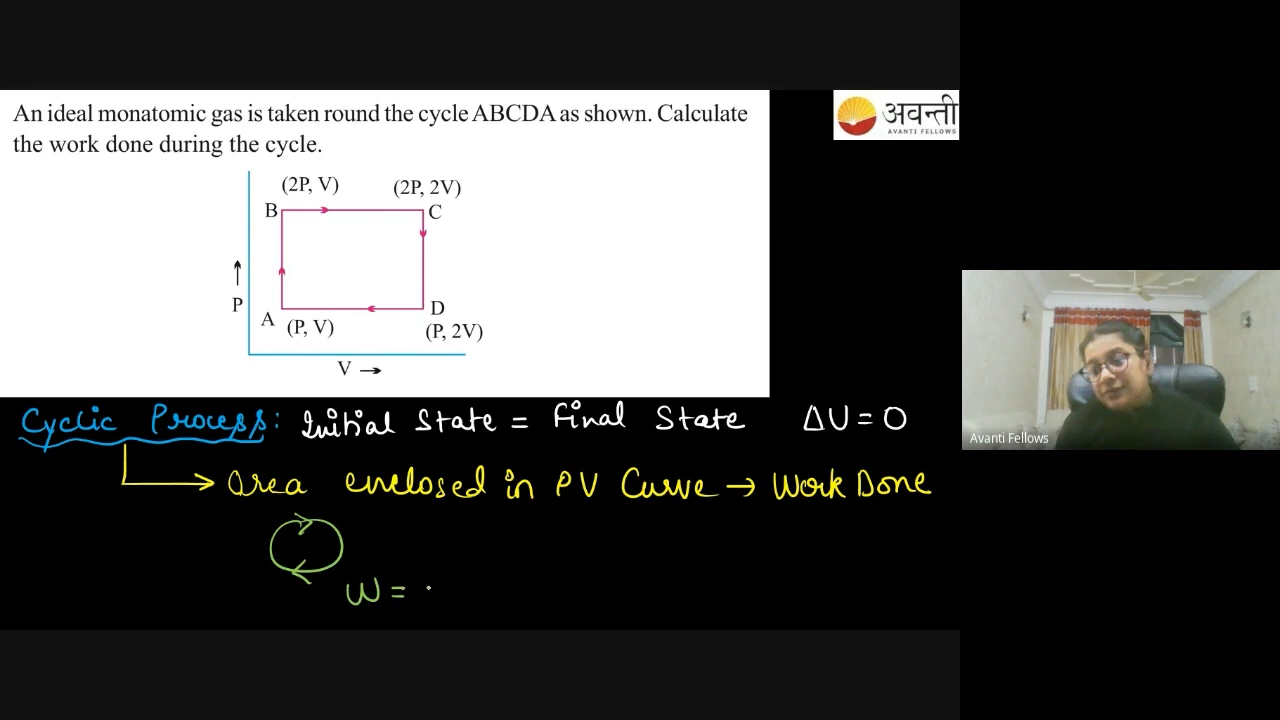 An ideal monatomic gas is taken round the cycle ABCDA as shown. Calculate
the work done during the cycle.
अवन्ती
AVANTI FELLOWS
(2P, V) (2P, 2V)
B C
P
A (P, V) D
(P, 2V)
V
Cyclic Process: Initial State = Final State ΔU = 0
Area enclosed in PV Curve → Work Done
W =
Avanti Fellows